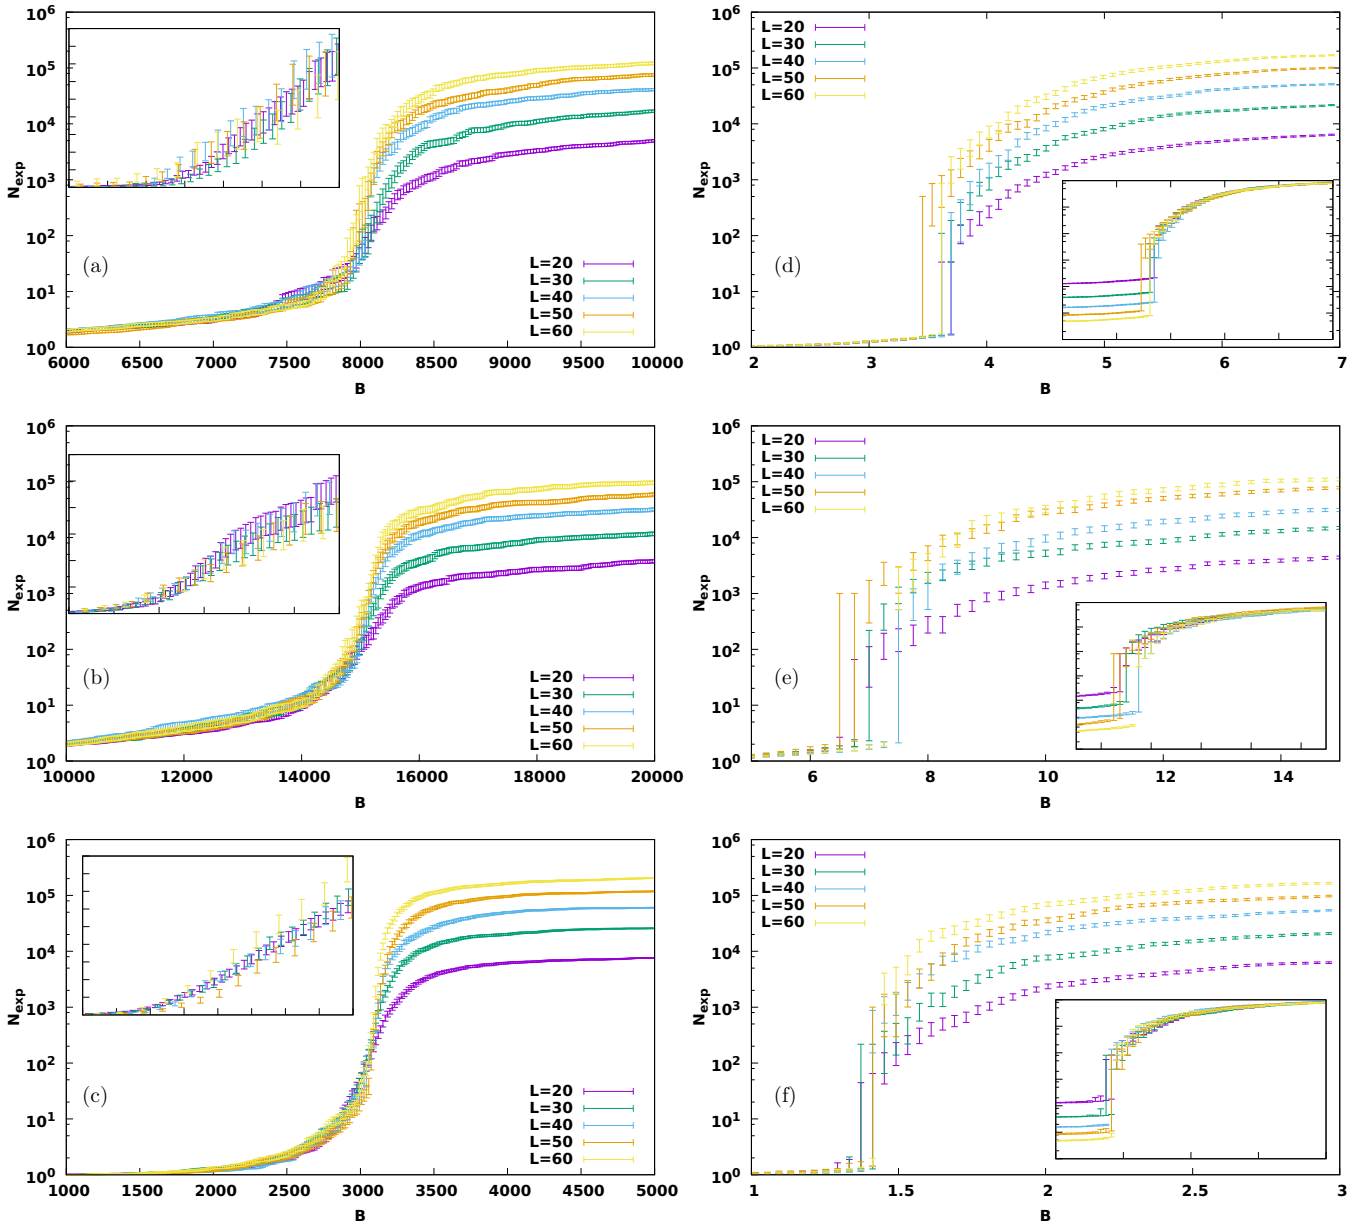 10^6
10^5
10^4
10^3
10^2
10^1
10^0
N_exp
(a)
L=20
L=30
L=40
L=50
L=60
6000 6500 7000 7500 8000 8500 9000 9500 10000
B
10^6
10^5
10^4
10^3
10^2
10^1
10^0
N_exp
L=20
L=30
L=40
L=50
L=60
(d)
2 3 4 5 6 7
B
10^6
10^5
10^4
10^3
10^2
10^1
10^0
N_exp
(b)
L=20
L=30
L=40
L=50
L=60
10000 12000 14000 16000 18000 20000
B
10^6
10^5
10^4
10^3
10^2
10^1
10^0
N_exp
L=20
L=30
L=40
L=50
L=60
(e)
6 8 10 12 14
B
10^6
10^5
10^4
10^3
10^2
10^1
10^0
N_exp
(c)
L=20
L=30
L=40
L=50
L=60
1000 1500 2000 2500 3000 3500 4000 4500 5000
B
10^6
10^5
10^4
10^3
10^2
10^1
10^0
N_exp
L=20
L=30
L=40
L=50
L=60
(f)
1 1.5 2 2.5 3
B